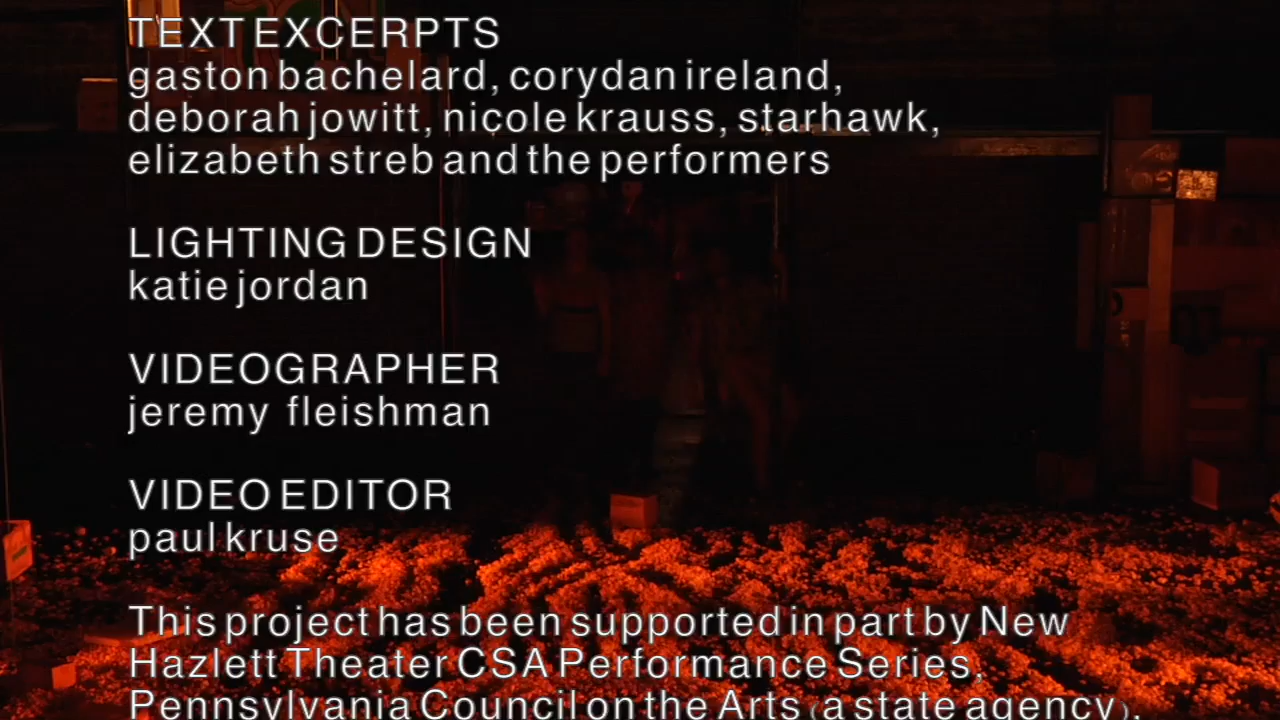 TEXT EXCERPTS
gaston bachelard, corydan ireland,
deborah jowitt, nicole krauss, starhawk,
elizabeth streb and the performers
LIGHTING DESIGN
katie jordan
VIDEOGRAPHER
jeremy fleishman
VIDEO EDITOR
paul kruse
This project has been supported in part by New
Hazlett Theater CSA Performance Series,
Pennsylvania Council on the Arts (a state agency),